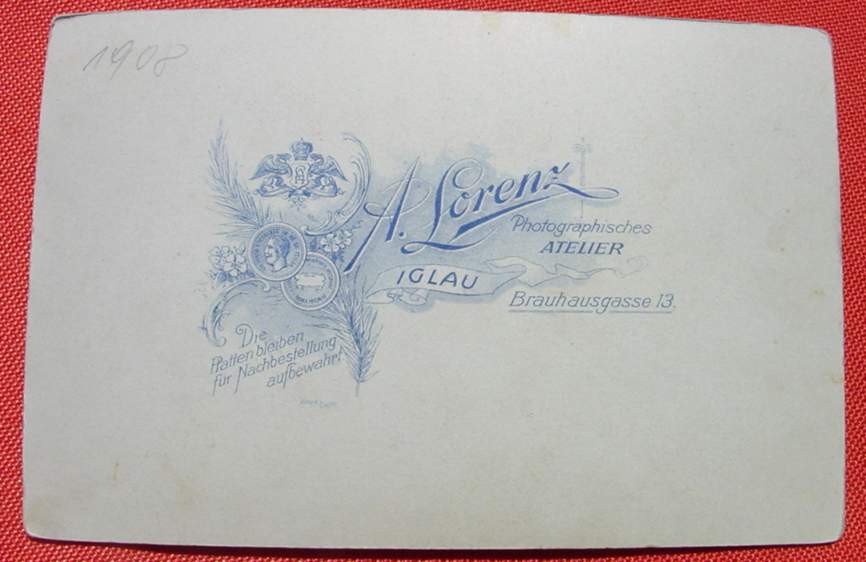 1908
A. Lorenz
Photographisches
ATELIER
IGLAU
Brauhausgasse 13.
Die
Platten bleiben
für Nachbestellung
aufbewahrt